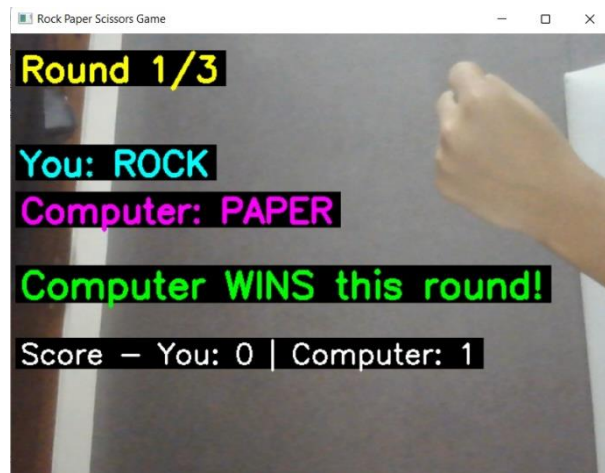 Rock Paper Scissors Game
Round 1/3
You: ROCK
Computer: PAPER
Computer WINS this round!
Score - You: 0 | Computer: 1